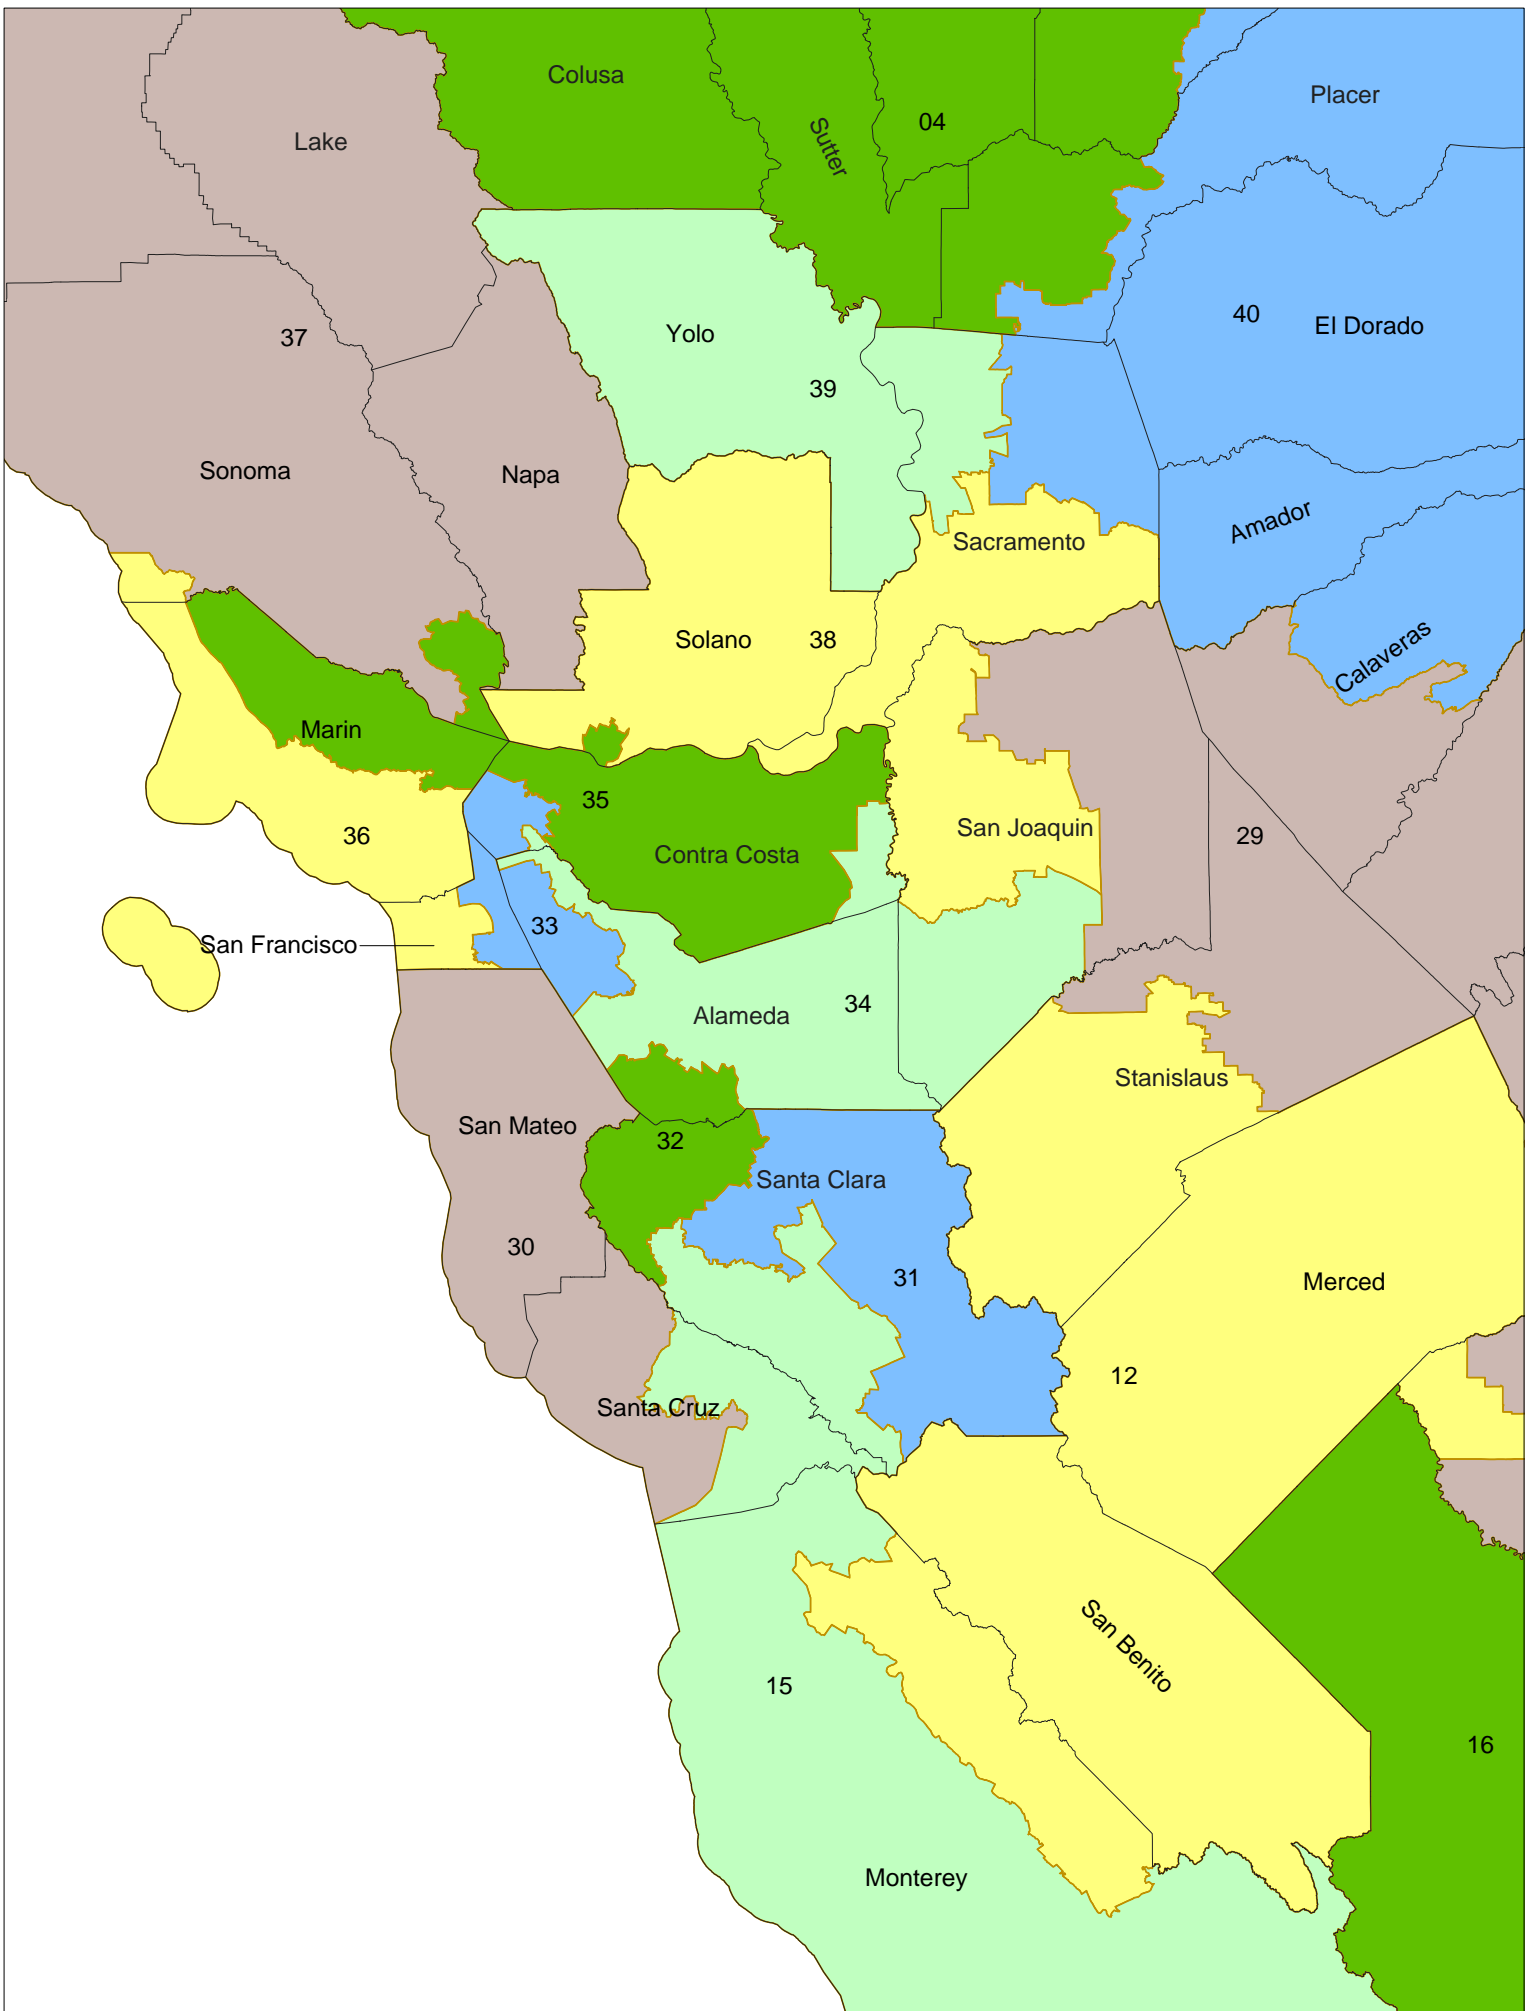 Colusa
Placer
04
Sutter
Lake
40
El Dorado
37
Yolo
39
Sonoma
Napa
Amador
Sacramento
Solano
38
Calaveras
Marin
35
San Joaquin
36
29
Contra Costa
33
San Francisco
34
Alameda
Stanislaus
San Mateo
32
Santa Clara
30
31
Merced
12
Santa Cruz
San Benito
15
16
Monterey